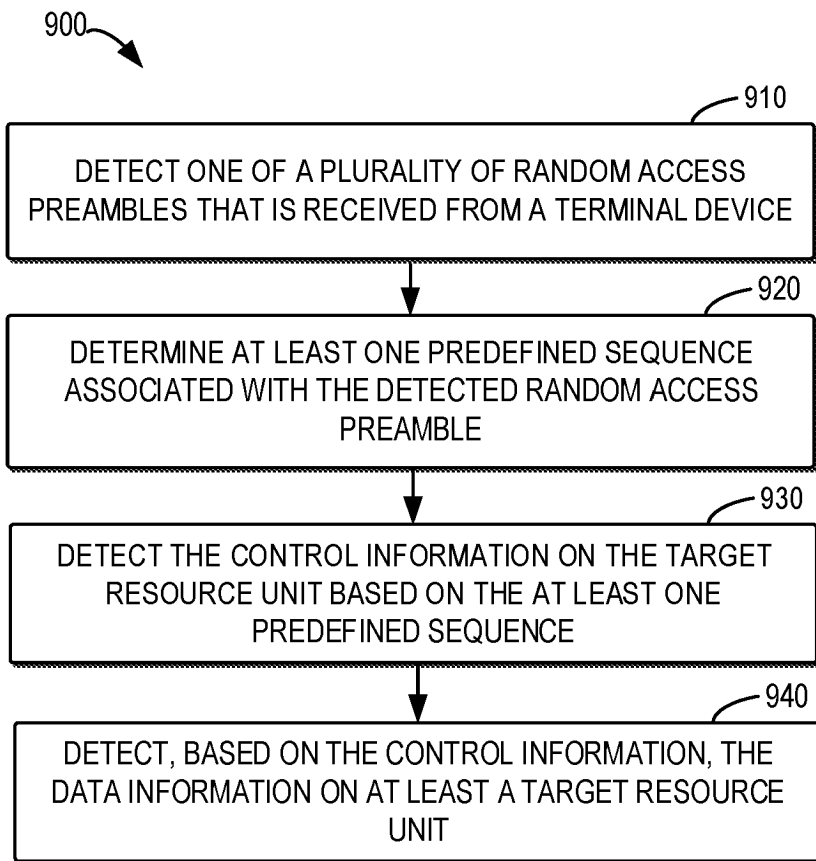 900
910
DETECT ONE OF A PLURALITY OF RANDOM ACCESS
PREAMBLES THAT IS RECEIVED FROM A TERMINAL DEVICE
920
DETERMINE AT LEAST ONE PREDEFINED SEQUENCE
ASSOCIATED WITH THE DETECTED RANDOM ACCESS
PREAMBLE
930
DETECT THE CONTROL INFORMATION ON THE TARGET
RESOURCE UNIT BASED ON THE AT LEAST ONE
PREDEFINED SEQUENCE
940
DETECT, BASED ON THE CONTROL INFORMATION, THE
DATA INFORMATION ON AT LEAST A TARGET RESOURCE
UNIT